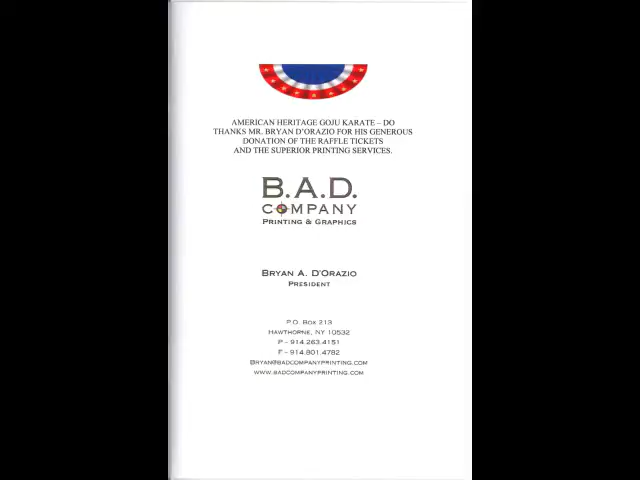 AMERICAN HERITAGE GOJU KARATE – DO
THANKS MR. BRYAN D'ORAZIO FOR HIS GENEROUS
DONATION OF THE RAFFLE TICKETS
AND THE SUPERIOR PRINTING SERVICES.
B.A.D.
COMPANY
PRINTING & GRAPHICS
BRYAN A. D'ORAZIO
PRESIDENT
P.O. BOX 213
HAWTHORNE, NY 10532
P – 914.263.4151
F – 914.801.4782
BRYAN@BADCOMPANYPRINTING.COM
WWW.BADCOMPANYPRINTING.COM